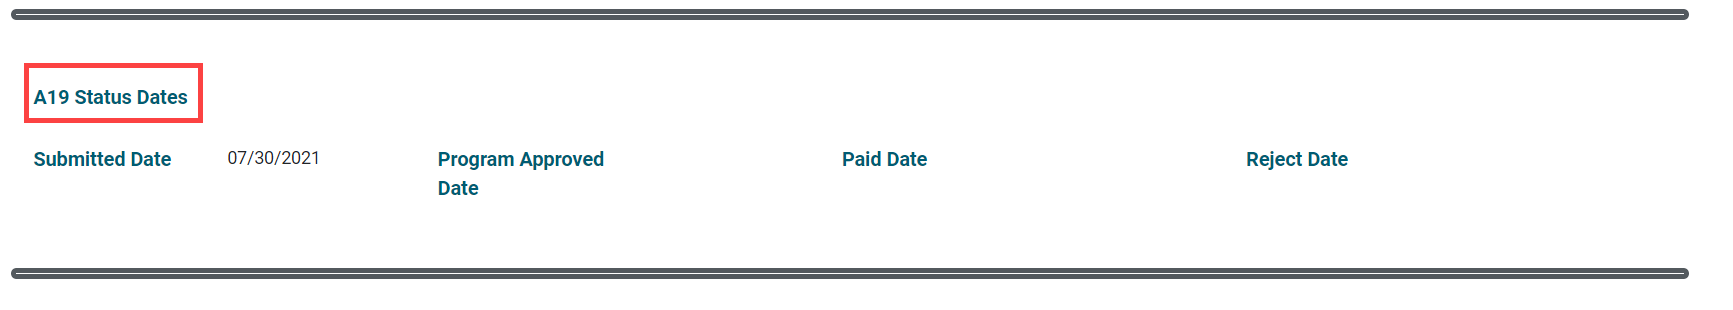 A19 Status Dates
Submitted Date 07/30/2021 Program Approved Paid Date Reject Date
Date